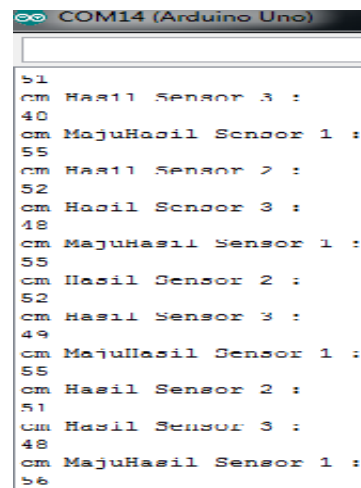 COM14 (Arduino Uno)
51
cm Hasil Sensor 3 :
40
cm MajuHasil Sensor 1 :
55
cm Hasil Sensor 2 :
52
cm Hasil Sensor 3 :
48
cm MajuHasil Sensor 1 :
55
cm Hasil Sensor 2 :
52
cm Hasil Sensor 3 :
49
cm MajuHasil Sensor 1 :
55
cm Hasil Sensor 2 :
51
cm Hasil Sensor 3 :
48
cm MajuHasil Sensor 1 :
56